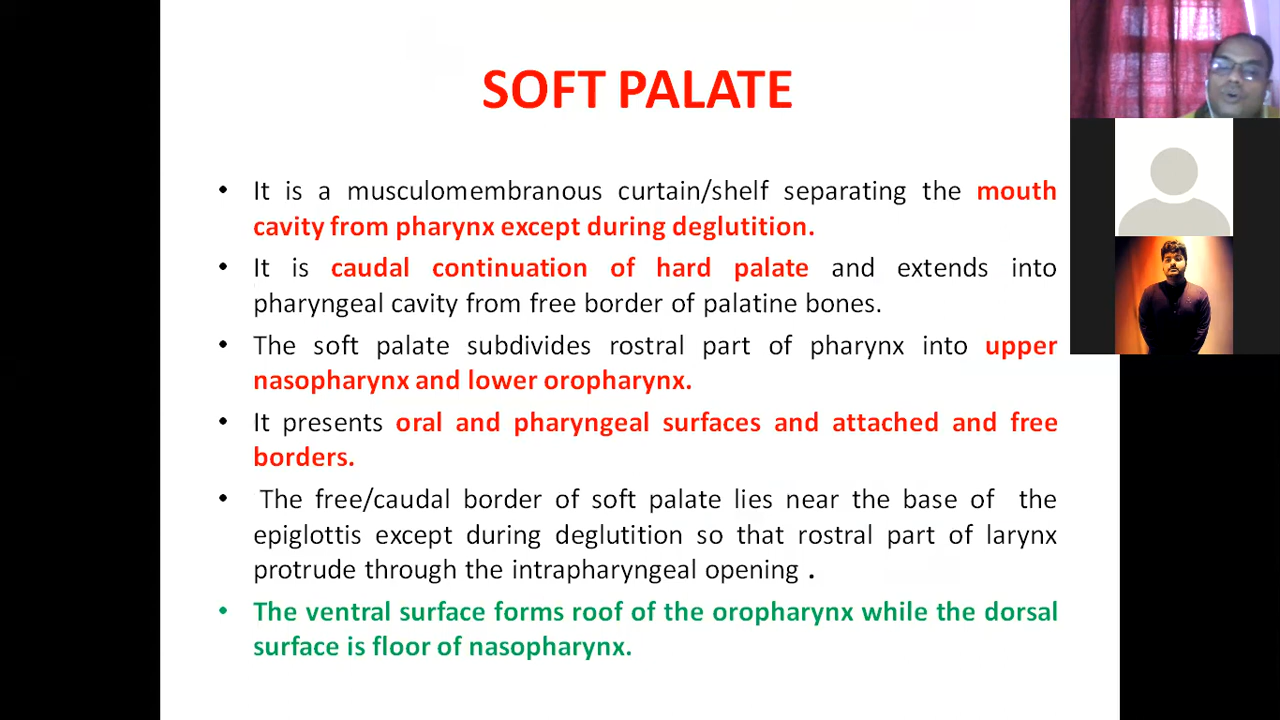 SOFT PALATE
• It is a musculomembranous curtain/shelf separating the mouth
cavity from pharynx except during deglutition.
• It is caudal continuation of hard palate and extends into
pharyngeal cavity from free border of palatine bones.
• The soft palate subdivides rostral part of pharynx into upper
nasopharynx and lower oropharynx.
• It presents oral and pharyngeal surfaces and attached and free
borders.
• The free/caudal border of soft palate lies near the base of the
epiglottis except during deglutition so that rostral part of larynx
protrude through the intrapharyngeal opening .
• The ventral surface forms roof of the oropharynx while the dorsal
surface is floor of nasopharynx.